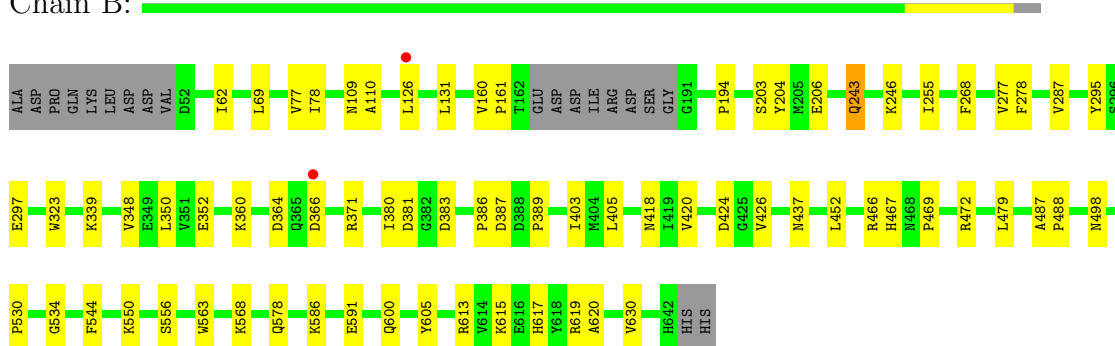 Chain B:
ALA ASP PRO GLN LYS LEU ASP ASP VAL D52 I62 L69 V77 I78 N109 A110 L126 L131 V160 P161 T162 GLU ASP ASP ILE ARG ASP SER GLY G191 P194 S203 Y204 M205 E206 Q243 K246 I255 F268 V277 F278 V287 Y295 S296
E297 W323 K339 V348 E349 L350 V351 E352 K360 D364 Q365 D366 R371 I380 D381 G382 D383 P386 D387 D388 P389 I403 M404 L405 N418 I419 V420 D424 G425 V426 N437 L452 R466 H467 N468 P469 R472 L479 A487 P488 N498
P530 G534 F544 K550 S556 W563 K568 Q578 K586 E591 Q600 Y605 R613 V614 K615 E616 H617 Y618 R619 A620 V630 H642 HIS HIS